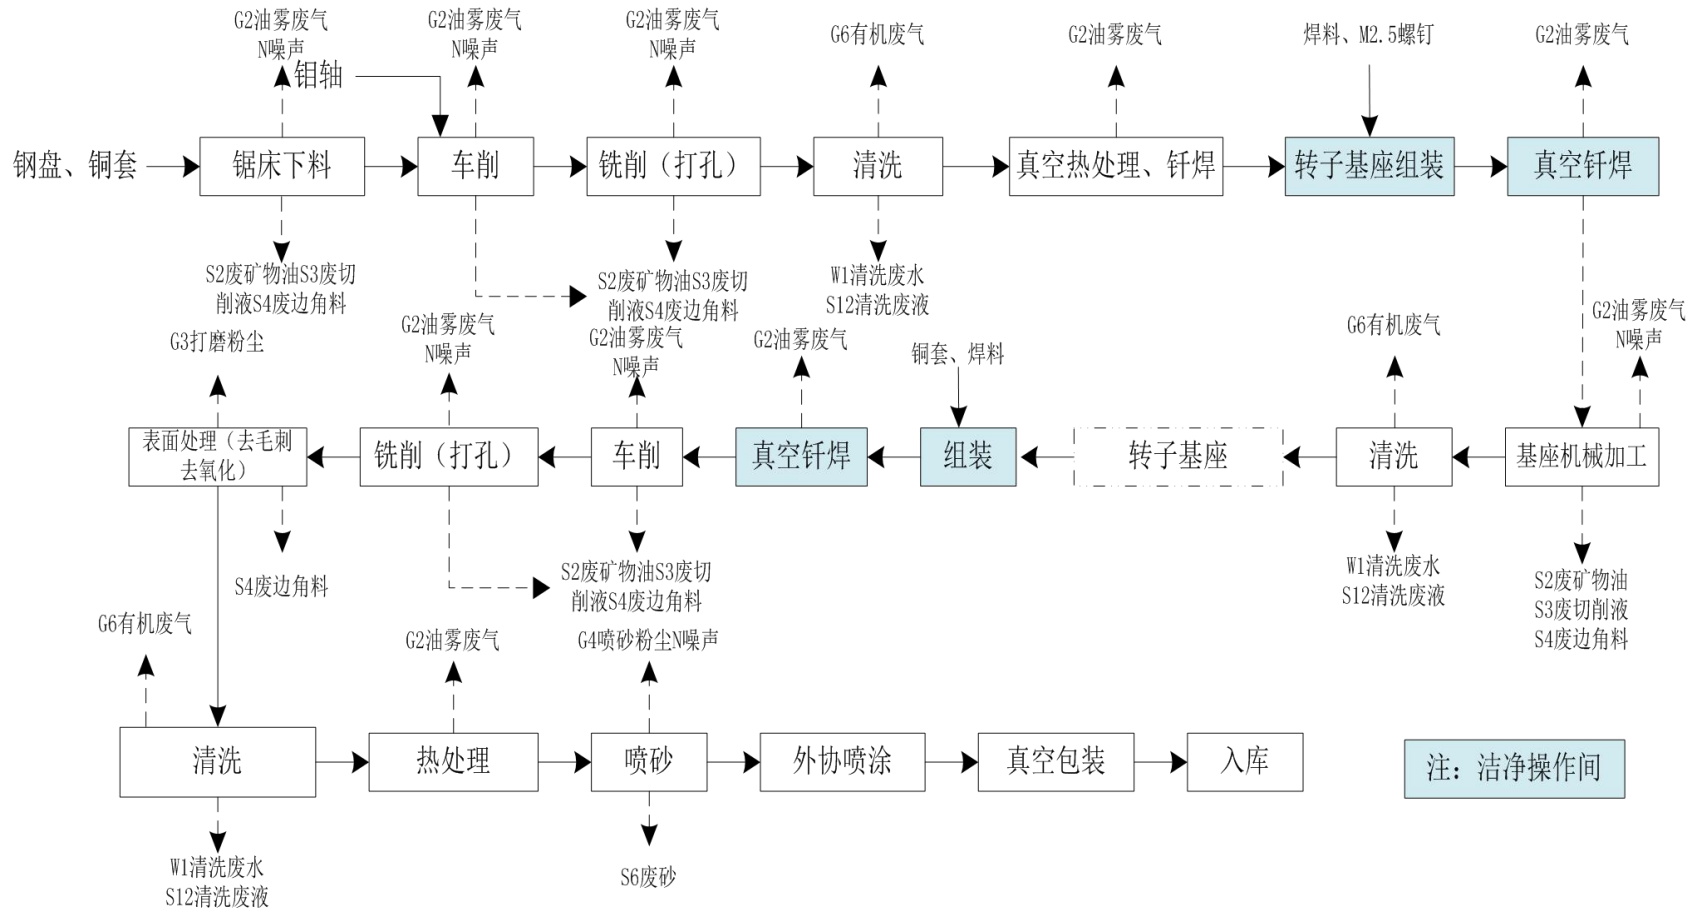 G2油雾废气
N噪声
G2油雾废气
N噪声
G2油雾废气
N噪声
G6有机废气
G2油雾废气
焊料、M2.5螺钉
G2油雾废气
钼轴
钢盘、铜套
锯床下料
车削
铣削（打孔）
清洗
真空热处理、钎焊
转子基座组装
真空钎焊
S2废矿物油S3废切
削液S4废边角料
S2废矿物油S3废切
削液S4废边角料
W1清洗废水
S12清洗废液
G3打磨粉尘
G2油雾废气
N噪声
G2油雾废气
N噪声
G2油雾废气
铜套、焊料
G6有机废气
G2油雾废气
N噪声
表面处理（去毛刺
去氧化）
铣削（打孔）
车削
真空钎焊
组装
转子基座
清洗
基座机械加工
S4废边角料
S2废矿物油S3废切
削液S4废边角料
W1清洗废水
S12清洗废液
S2废矿物油
S3废切削液
S4废边角料
G6有机废气
G2油雾废气
G4喷砂粉尘N噪声
清洗
热处理
喷砂
外协喷涂
真空包装
入库
注：洁净操作间
W1清洗废水
S12清洗废液
S6废砂